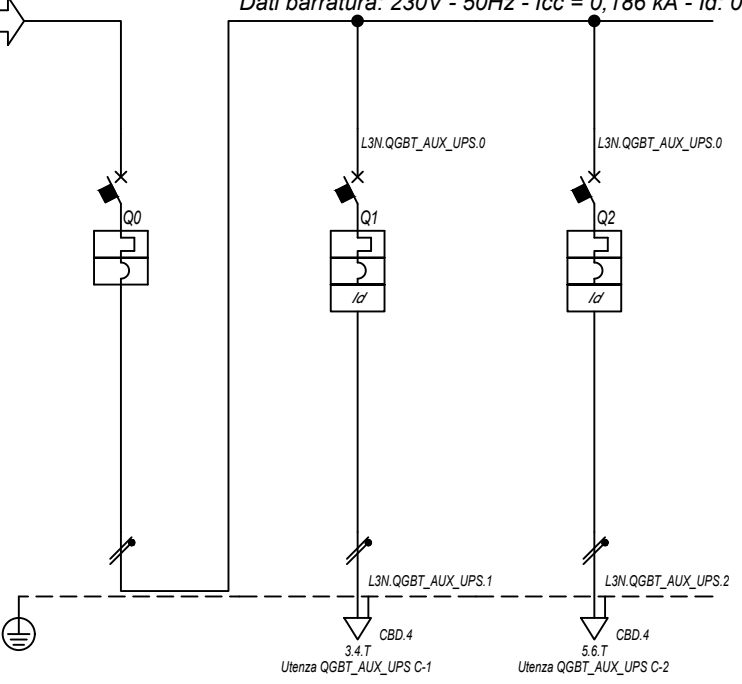 Dati barratura: 230V - 50Hz - Icc = 0,186 kA - Id: 0
L3N.QGBT_AUX_UPS.0
L3N.QGBT_AUX_UPS.0
Q0
Q1
Q2
Id
Id
L3N.QGBT_AUX_UPS.1
L3N.QGBT_AUX_UPS.2
CBD.4
CBD.4
3.4.T
5.6.T
Utenza QGBT_AUX_UPS C-1
Utenza QGBT_AUX_UPS C-2